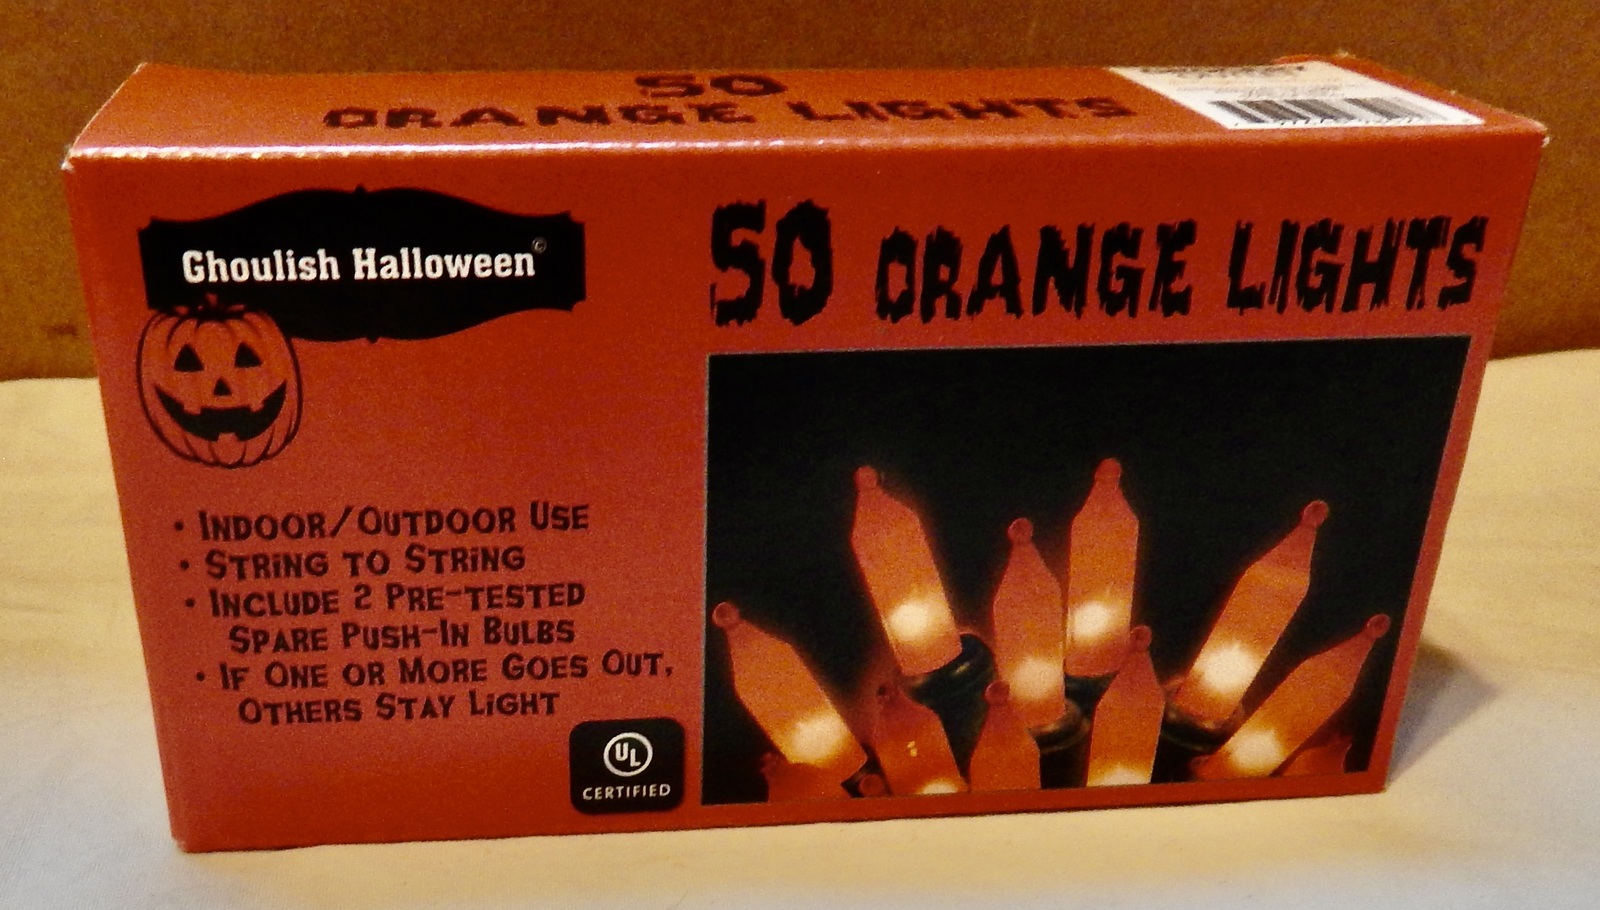 50
ORANGE LIGHTS
Ghoulish Halloween©
50 ORANGE LIGHTS
• INDOOR/OUTDOOR USE
• STRING TO STRING
• INCLUDE 2 PRE-TESTED
SPARE PUSH-IN BULBS
• IF ONE OR MORE GOES OUT,
OTHERS STAY LIGHT
UL
CERTIFIED